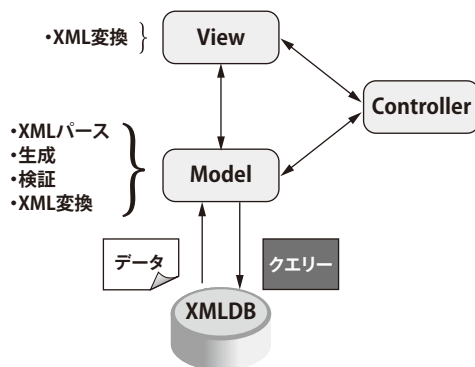 ・XML変換
View
Controller
・XMLパース
・生成
・検証
・XML変換
Model
データ
クエリー
XMLDB